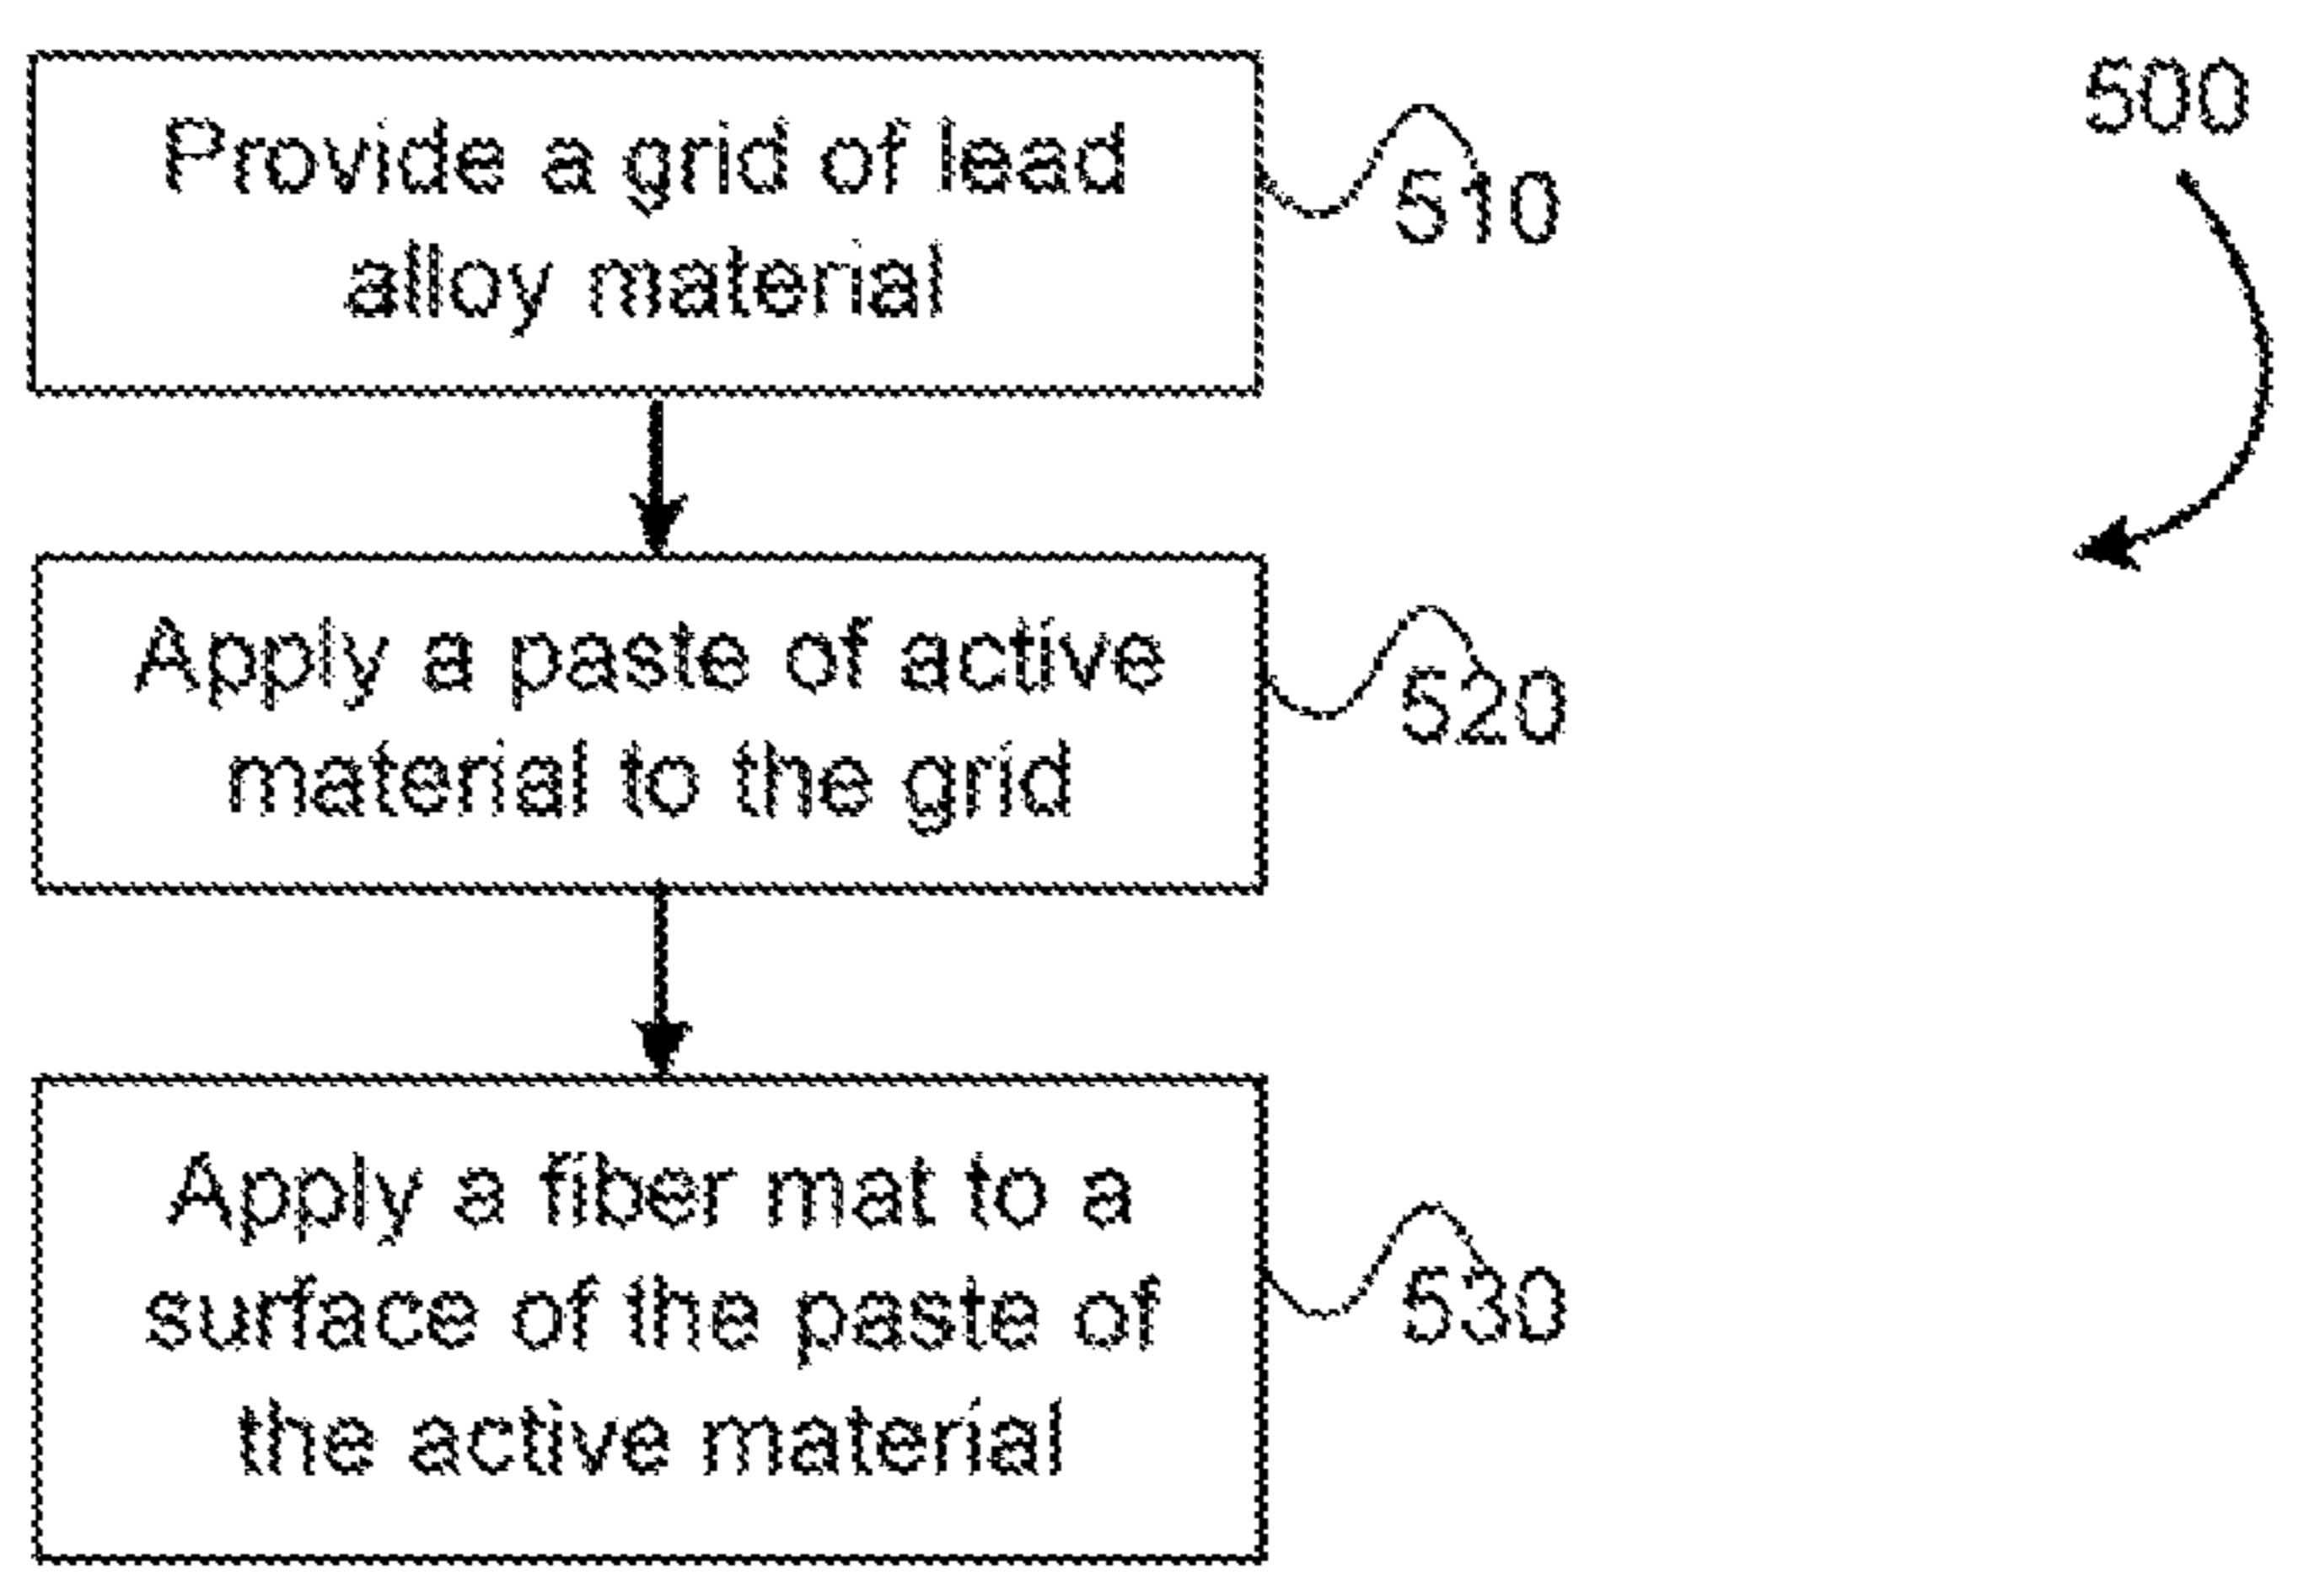 500
Provide a grid of lead
alloy material
510
Apply a paste of active
material to the grid
520
Apply a fiber mat to a
surface of the paste of
the active material
530